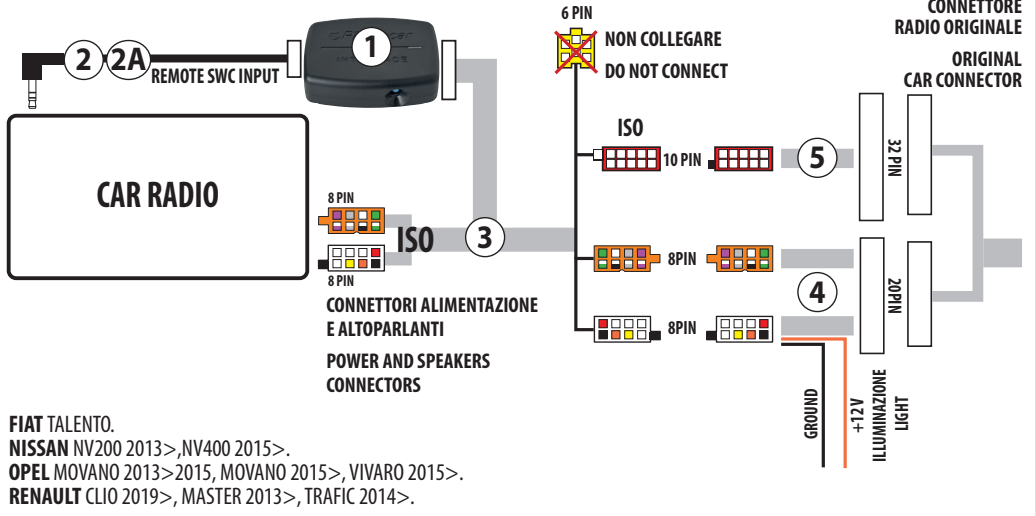 CONNETTORE
RADIO ORIGINALE
ORIGINAL
CAR CONNECTOR
6 PIN
NON COLLEGARE
DO NOT CONNECT
1
2
2A
REMOTE SWC INPUT
ISO
10 PIN
5
32 PIN
CAR RADIO
8 PIN
ISO
8 PIN
3
8PIN
4
20PIN
8PIN
CONNETTORI ALIMENTAZIONE
E ALTOPARLANTI
POWER AND SPEAKERS
CONNECTORS
GROUND
+12V
ILLUMINAZIONE
LIGHT
FIAT TALENTO.
NISSAN NV200 2013>,NV400 2015>.
OPEL MOVANO 2013>2015, MOVANO 2015>, VIVARO 2015>.
RENAULT CLIO 2019>, MASTER 2013>, TRAFIC 2014>.